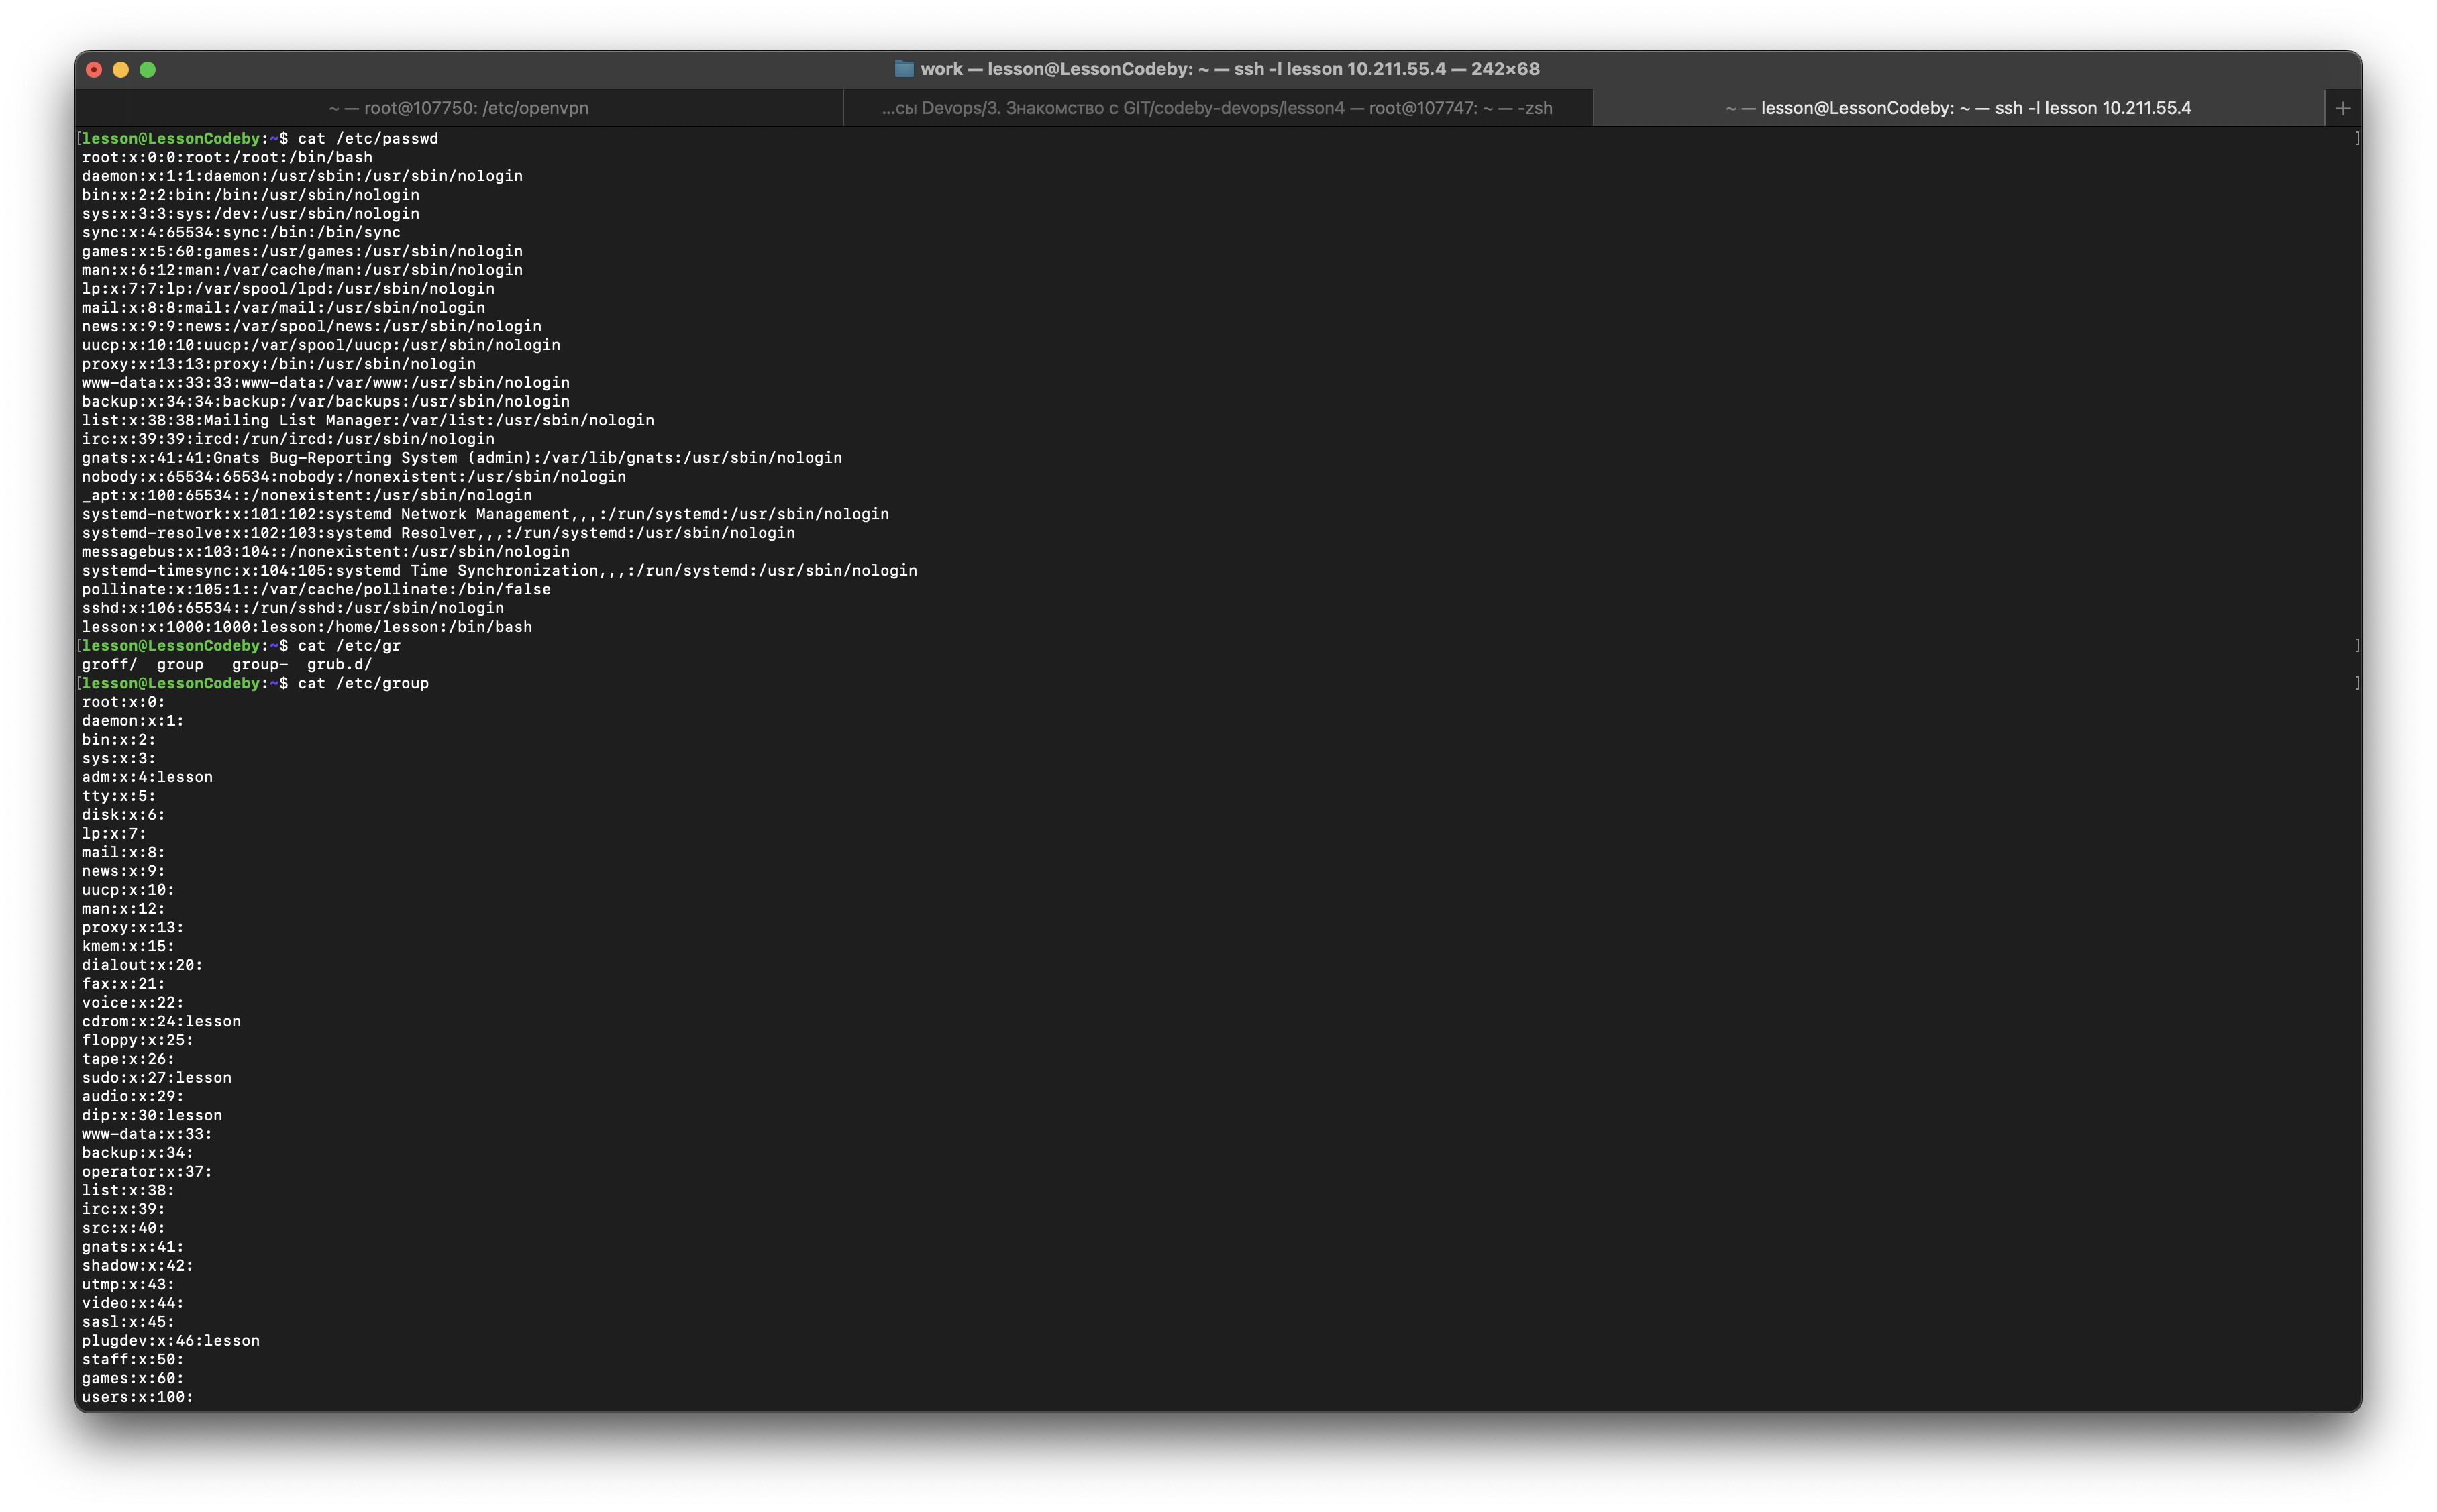 work — lesson@LessonCodeby: ~ — ssh -l lesson 10.211.55.4 — 242×68
~ — root@107750: /etc/openvpn
...сы Devops/3. Знакомство с GIT/codeby-devops/lesson4 — root@107747: ~ — -zsh
~ — lesson@LessonCodeby: ~ — ssh -l lesson 10.211.55.4
+
[lesson@LessonCodeby:~$ cat /etc/passwd ]
root:x:0:0:root:/root:/bin/bash
daemon:x:1:1:daemon:/usr/sbin:/usr/sbin/nologin
bin:x:2:2:bin:/bin:/usr/sbin/nologin
sys:x:3:3:sys:/dev:/usr/sbin/nologin
sync:x:4:65534:sync:/bin:/bin/sync
games:x:5:60:games:/usr/games:/usr/sbin/nologin
man:x:6:12:man:/var/cache/man:/usr/sbin/nologin
lp:x:7:7:lp:/var/spool/lpd:/usr/sbin/nologin
mail:x:8:8:mail:/var/mail:/usr/sbin/nologin
news:x:9:9:news:/var/spool/news:/usr/sbin/nologin
uucp:x:10:10:uucp:/var/spool/uucp:/usr/sbin/nologin
proxy:x:13:13:proxy:/bin:/usr/sbin/nologin
www-data:x:33:33:www-data:/var/www:/usr/sbin/nologin
backup:x:34:34:backup:/var/backups:/usr/sbin/nologin
list:x:38:38:Mailing List Manager:/var/list:/usr/sbin/nologin
irc:x:39:39:ircd:/run/ircd:/usr/sbin/nologin
gnats:x:41:41:Gnats Bug-Reporting System (admin):/var/lib/gnats:/usr/sbin/nologin
nobody:x:65534:65534:nobody:/nonexistent:/usr/sbin/nologin
_apt:x:100:65534::/nonexistent:/usr/sbin/nologin
systemd-network:x:101:102:systemd Network Management,,,:/run/systemd:/usr/sbin/nologin
systemd-resolve:x:102:103:systemd Resolver,,,:/run/systemd:/usr/sbin/nologin
messagebus:x:103:104::/nonexistent:/usr/sbin/nologin
systemd-timesync:x:104:105:systemd Time Synchronization,,,:/run/systemd:/usr/sbin/nologin
pollinate:x:105:1::/var/cache/pollinate:/bin/false
sshd:x:106:65534::/run/sshd:/usr/sbin/nologin
lesson:x:1000:1000:lesson:/home/lesson:/bin/bash
[lesson@LessonCodeby:~$ cat /etc/gr ]
groff/  group   group-  grub.d/
[lesson@LessonCodeby:~$ cat /etc/group ]
root:x:0:
daemon:x:1:
bin:x:2:
sys:x:3:
adm:x:4:lesson
tty:x:5:
disk:x:6:
lp:x:7:
mail:x:8:
news:x:9:
uucp:x:10:
man:x:12:
proxy:x:13:
kmem:x:15:
dialout:x:20:
fax:x:21:
voice:x:22:
cdrom:x:24:lesson
floppy:x:25:
tape:x:26:
sudo:x:27:lesson
audio:x:29:
dip:x:30:lesson
www-data:x:33:
backup:x:34:
operator:x:37:
list:x:38:
irc:x:39:
src:x:40:
gnats:x:41:
shadow:x:42:
utmp:x:43:
video:x:44:
sasl:x:45:
plugdev:x:46:lesson
staff:x:50:
games:x:60:
users:x:100: